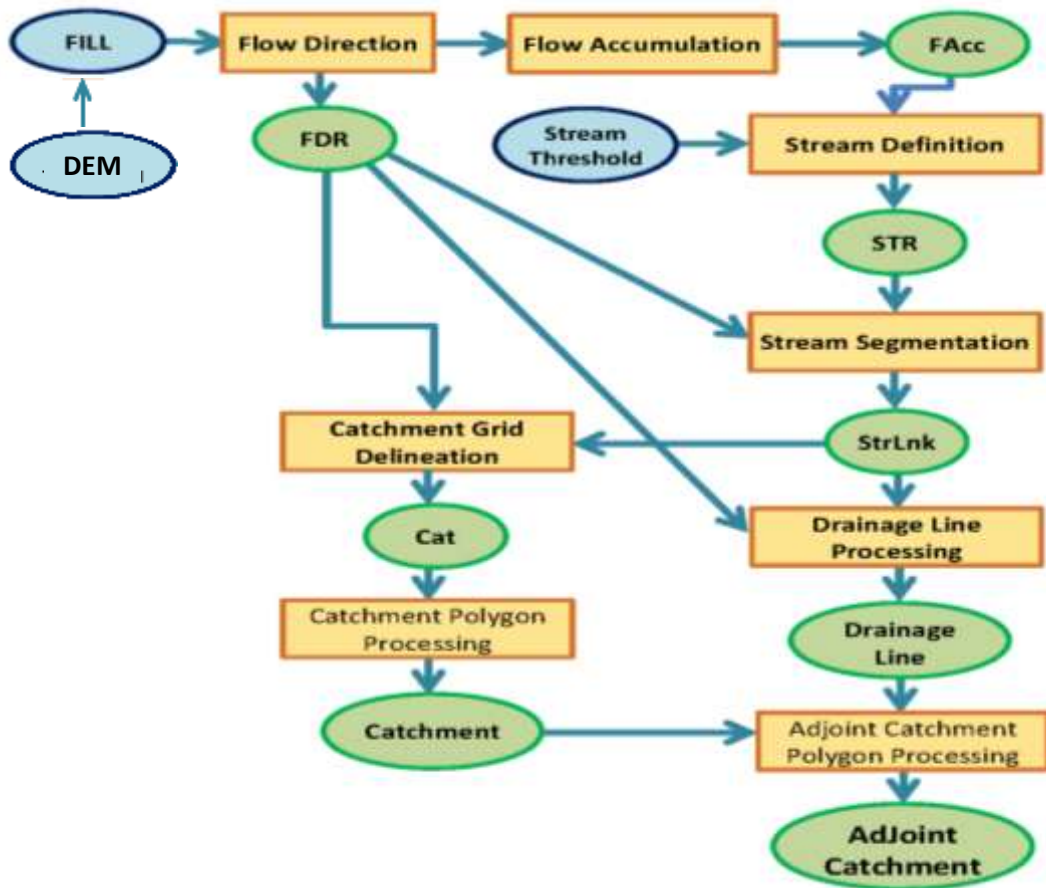 FILL
Flow Direction
Flow Accumulation
FAcc
DEM
FDR
Stream
Threshold
Stream Definition
STR
Stream Segmentation
Catchment Grid
Delineation
StrLnk
Cat
Drainage Line
Processing
Catchment Polygon
Processing
Drainage
Line
Catchment
Adjoint Catchment
Polygon Processing
AdJoint
Catchment